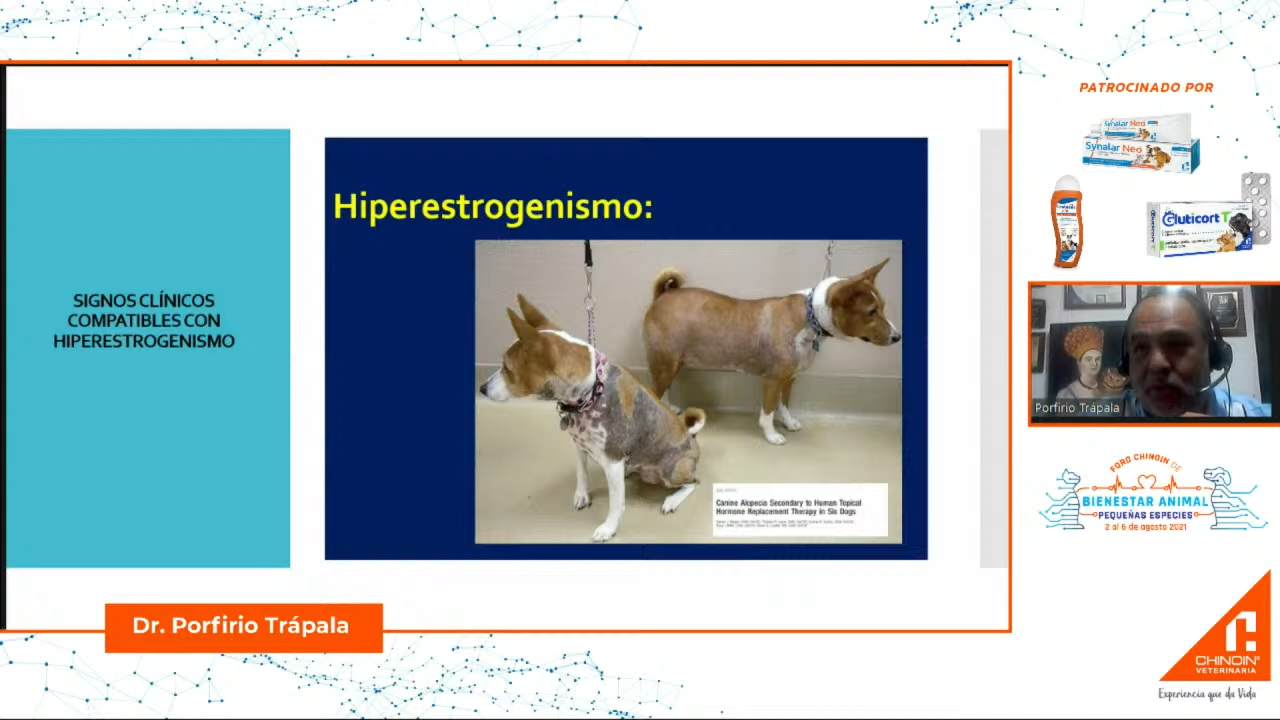 PATROCINADO POR
Synalar Neo
Synalar Neo
Gluticort T
Hiperestrogenismo:
SIGNOS CLÍNICOS
COMPATIBLES CON
HIPERESTROGENISMO
Canine Alopecia Secondary to Human Topical
Hormone Replacement Therapy in Six Dogs
Porfirio Trápala
FORO CHINOIN DE
BIENESTAR ANIMAL
PEQUEÑAS ESPECIES
2 al 6 de agosto 2021
Dr. Porfirio Trápala
CHINOIN®
VETERINARIA
Experiencia que da Vida